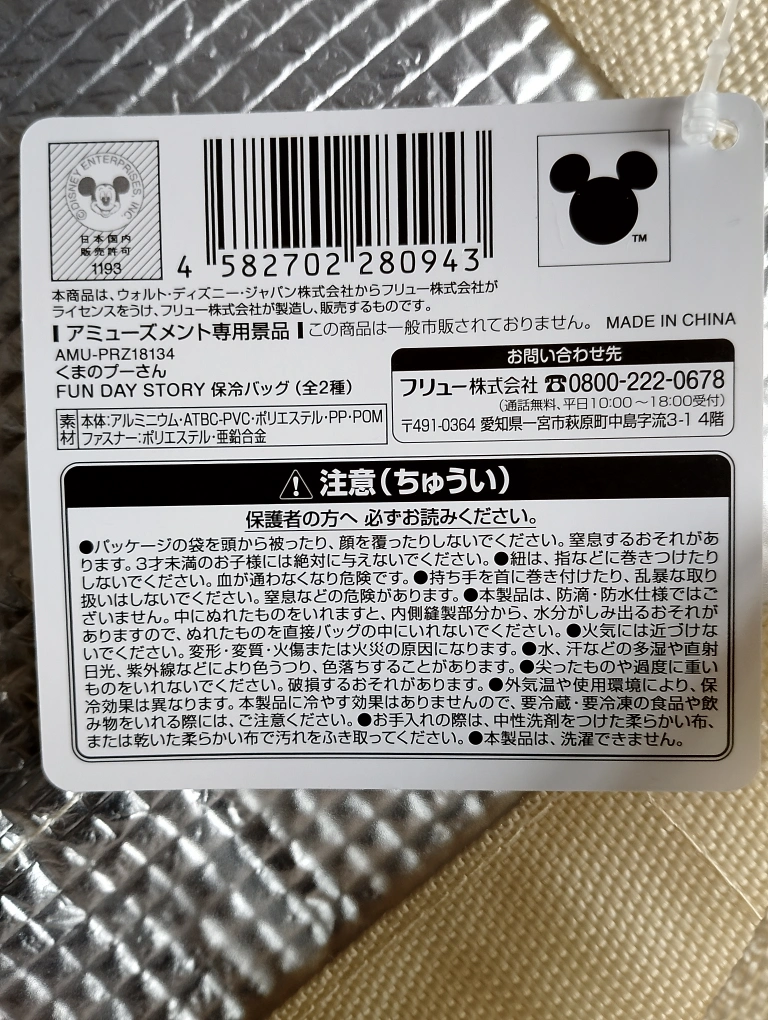 ©DISNEY ENTERPRISES, INC.
日本国内
販売許可
1193
4 582702 280943
TM
本商品は、ウォルト・ディズニー・ジャパン株式会社からフリュー株式会社が
ライセンスをうけ、フリュー株式会社が製造し、販売するものです。
アミューズメント専用景品 この商品は一般市販されておりません。 MADE IN CHINA
AMU-PRZ18134
くまのプーさん
FUN DAY STORY 保冷バッグ (全2種)
素材 本体:アルミニウム・ATBC-PVC・ポリエステル・PP・POM
ファスナー:ポリエステル・亜鉛合金
お問い合わせ先
フリュー株式会社 ☎0800-222-0678
(通話無料、平日10:00〜18:00受付)
〒491-0364 愛知県一宮市萩原町中島字流3-1 4階
⚠ 注意(ちゅうい)
保護者の方へ 必ずお読みください。
●パッケージの袋を頭から被ったり、顔を覆ったりしないでください。窒息するおそれがあ
ります。3才未満のお子様には絶対に与えないでください。●紐は、指などに巻きつけたり
しないでください。血が通わなくなり危険です。●持ち手を首に巻き付けたり、乱暴な取り
扱いはしないでください。窒息などの危険があります。●本製品は、防滴・防水仕様ではご
ざいません。中にぬれたものをいれますと、内側縫製部分から、水分がしみ出るおそれが
ありますので、ぬれたものを直接バッグの中にいれないでください。●火気には近づけな
いでください。変形・変質・火傷または火災の原因になります。●水、汗などの多湿や直射
日光、紫外線などにより色うつり、色落ちすることがあります。●尖ったものや過度に重い
ものをいれないでください。破損するおそれがあります。●外気温や使用環境により、保
冷効果は異なります。本製品に冷やす効果はありませんので、要冷蔵・要冷凍の食品や飲
み物をいれる際には、ご注意ください。●お手入れの際は、中性洗剤をつけた柔らかい布、
または乾いた柔らかい布で汚れをふき取ってください。●本製品は、洗濯できません。